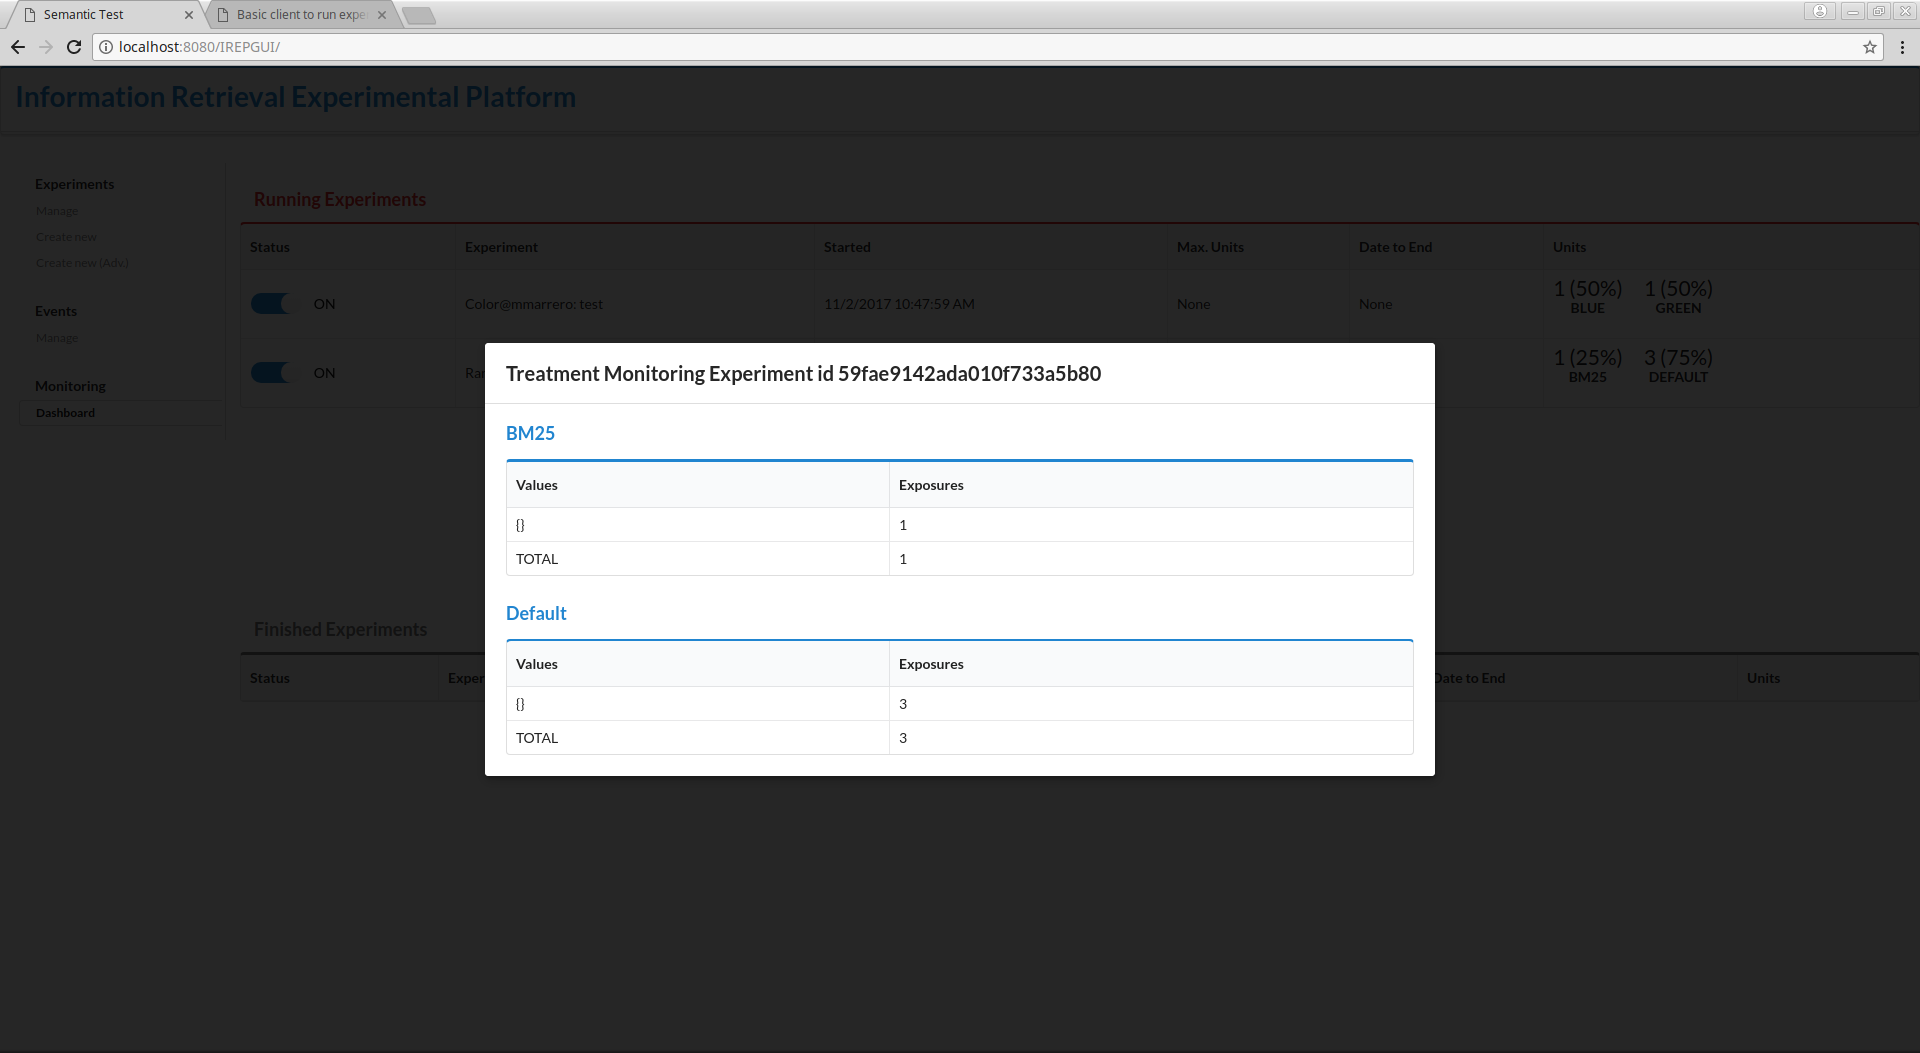 Semantic Test
Basic client to run expe
localhost:8080/IREPGUI/
Information Retrieval Experimental Platform
Experiments
Manage
Create new
Create new (Adv.)
Events
Manage
Monitoring
Dashboard
Running Experiments
Status Experiment Started Max. Units Date to End Units
ON Color@mmarrero: test 11/2/2017 10:47:59 AM None None 1 (50%) 1 (50%)
BLUE GREEN
ON Ran 1 (25%) 3 (75%)
BM25 DEFAULT
Treatment Monitoring Experiment id 59fae9142ada010f733a5b80
BM25
Values Exposures
{} 1
TOTAL 1
Default
Values Exposures
{} 3
TOTAL 3
Finished Experiments
Status Exper Date to End Units